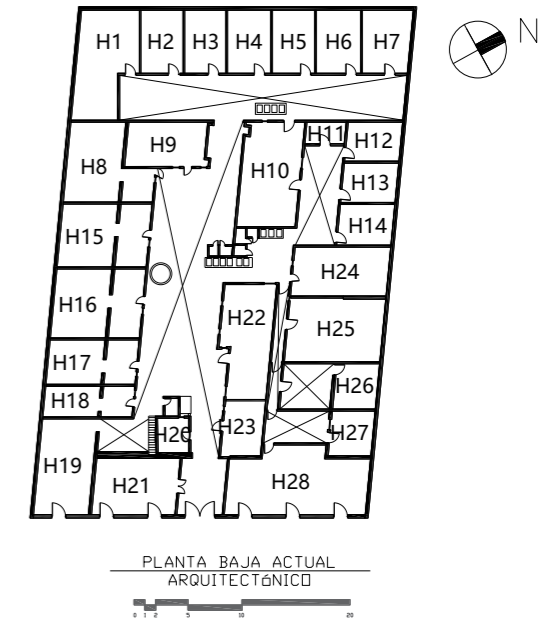 H1 H2 H3 H4 H5 H6 H7
N
H8 H9 H10 H11 H12
H13
H14
H15
H24
H16 H22 H25
H17
H18
H26
H19 H20 H23 H27
H21 H28
PLANTA BAJA ACTUAL
ARQUITECTóNICO
0 1 2 5 10 20